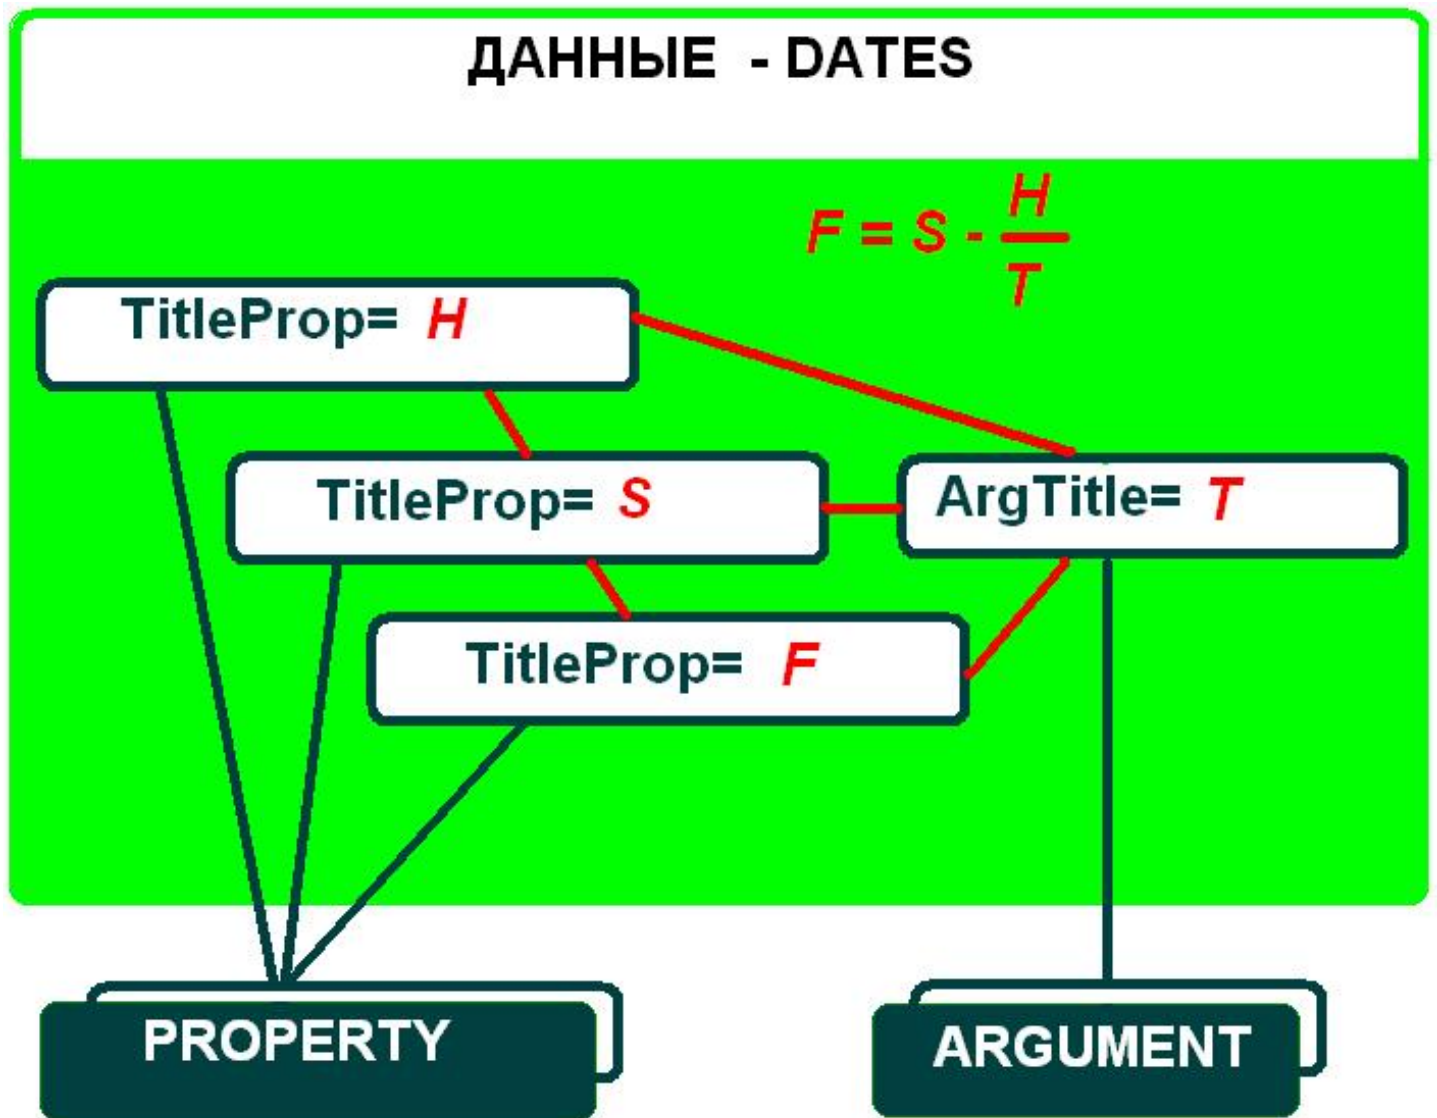 ДАННЫЕ - DATES
F = S - H
T
TitleProp= H
TitleProp= S
ArgTitle= T
TitleProp= F
PROPERTY
ARGUMENT